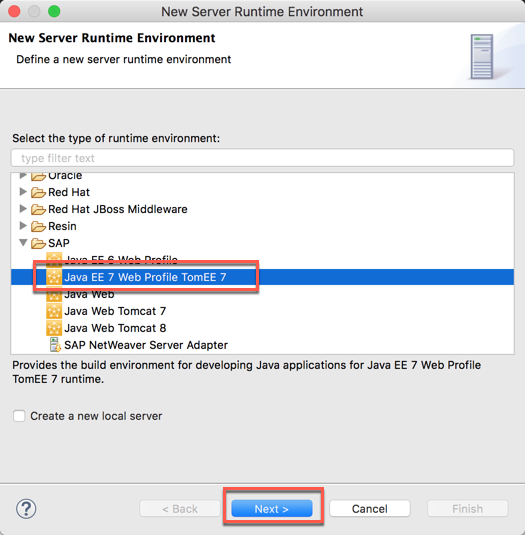 New Server Runtime Environment
New Server Runtime Environment
Define a new server runtime environment
Select the type of runtime environment:
type filter text
Oracle
Red Hat
Red Hat JBoss Middleware
Resin
SAP
Java EE 6 Web Profile
Java EE 7 Web Profile TomEE 7
Java Web
Java Web Tomcat 7
Java Web Tomcat 8
SAP NetWeaver Server Adapter
Provides the build environment for developing Java applications for Java EE 7 Web Profile
TomEE 7 runtime.
Create a new local server
?
< Back
Next >
Cancel
Finish